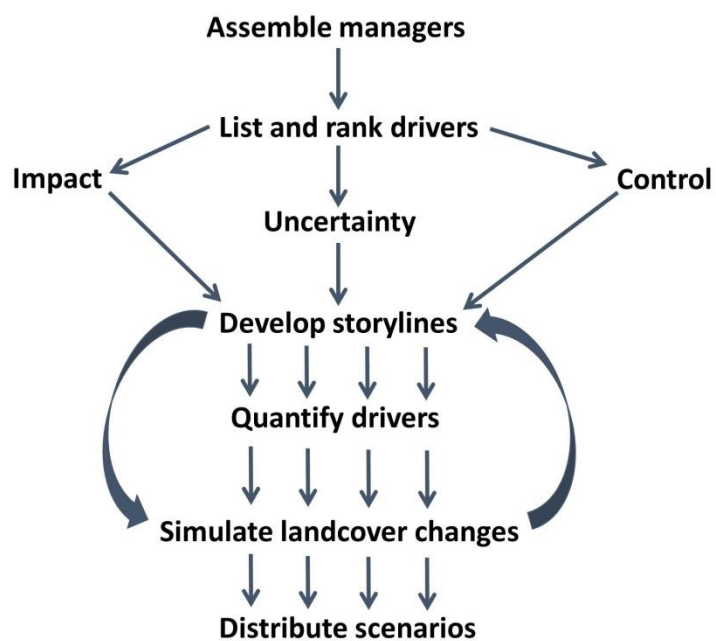 Assemble managers
List and rank drivers
Impact
Control
Uncertainty
Develop storylines
Quantify drivers
Simulate landcover changes
Distribute scenarios